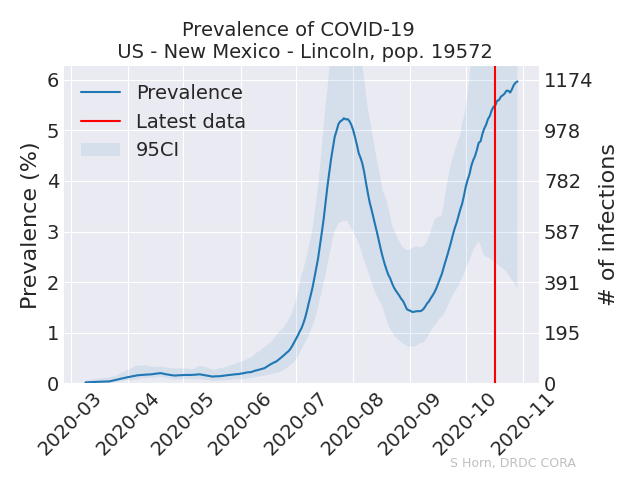 Prevalence of COVID-19
US - New Mexico - Lincoln, pop. 19572
Prevalence (%)
6
5
4
3
2
1
0
Prevalence
Latest data
95CI
1174
978
782
587
391
195
0
# of infections
2020-03
2020-04
2020-05
2020-06
2020-07
2020-08
2020-09
2020-10
2020-11
S Horn, DRDC CORA